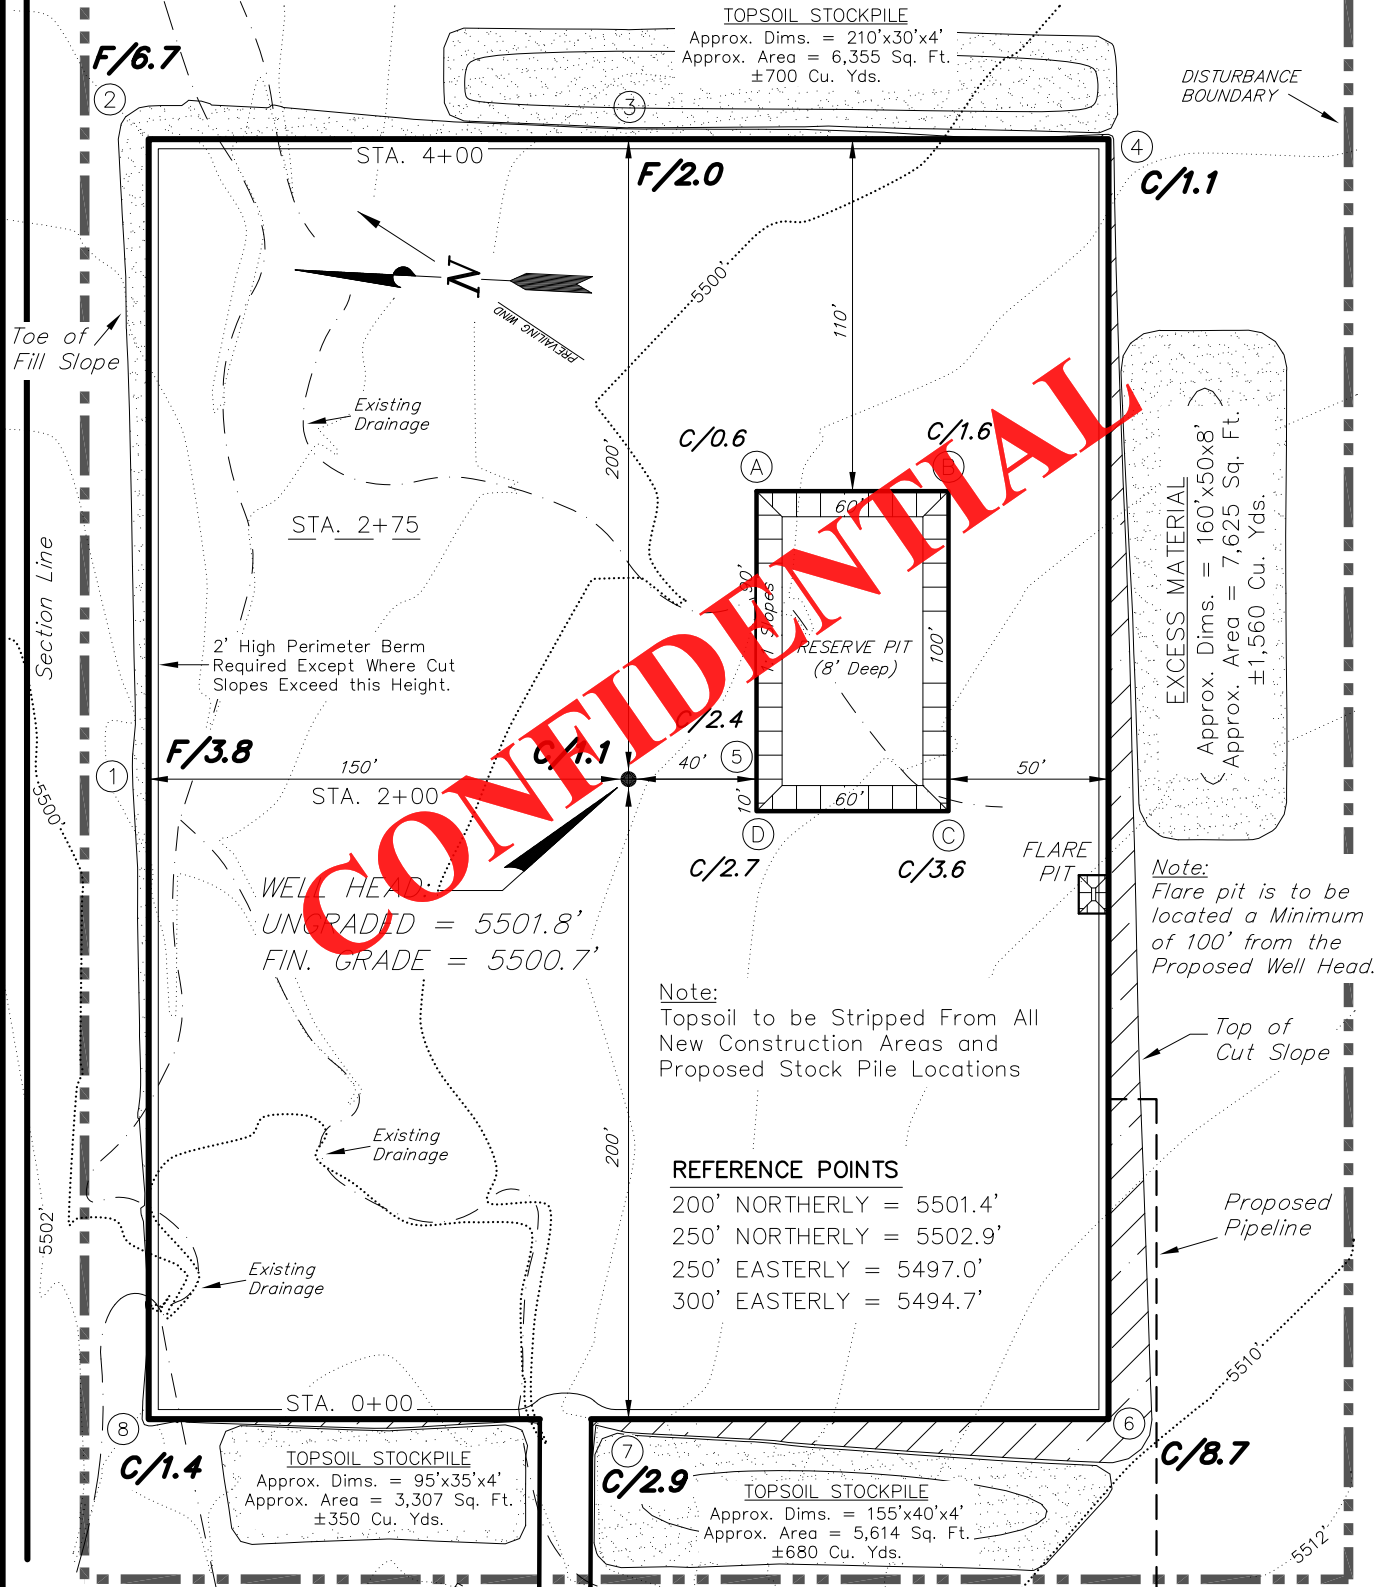 TOPSOIL STOCKPILE
Approx. Dims. = 210'x30'x4'
Approx. Area = 6,355 Sq. Ft.
±700 Cu. Yds.
F/6.7
2
3
DISTURBANCE
BOUNDARY
4
C/1.1
STA. 4+00
F/2.0
N
PREVAILING WIND
5500'
110'
Toe of
Fill Slope
Existing
Drainage
200'
C/0.6
A
C/1.6
B
60'
STA. 2+75
EXCESS MATERIAL
Approx. Dims. = 160'x50x8'
Approx. Area = 7,625 Sq. Ft.
±1,560 Cu. Yds.
Section Line
90'
1:1 Slopes
RESERVE PIT
(8' Deep)
100'
2' High Perimeter Berm
Required Except Where Cut
Slopes Exceed this Height.
CONFIDENTIAL
C/2.4
F/3.8
C/1.1
5
1
150'
40'
50'
STA. 2+00
10'
60'
5500'
D
C
C/2.7
C/3.6
FLARE
PIT
WELL HEAD:
UNGRADED = 5501.8'
FIN. GRADE = 5500.7'
Note:
Flare pit is to be
located a Minimum
of 100' from the
Proposed Well Head.
Note:
Topsoil to be Stripped From All
New Construction Areas and
Proposed Stock Pile Locations
Top of
Cut Slope
Existing
Drainage
200'
REFERENCE POINTS
200' NORTHERLY = 5501.4'
250' NORTHERLY = 5502.9'
250' EASTERLY = 5497.0'
300' EASTERLY = 5494.7'
Proposed
Pipeline
5502'
Existing
Drainage
5510'
STA. 0+00
8
C/1.4
7
C/2.9
6
C/8.7
TOPSOIL STOCKPILE
Approx. Dims. = 95'x35'x4'
Approx. Area = 3,307 Sq. Ft.
±350 Cu. Yds.
TOPSOIL STOCKPILE
Approx. Dims. = 155'x40'x4'
Approx. Area = 5,614 Sq. Ft.
±680 Cu. Yds.
5512'